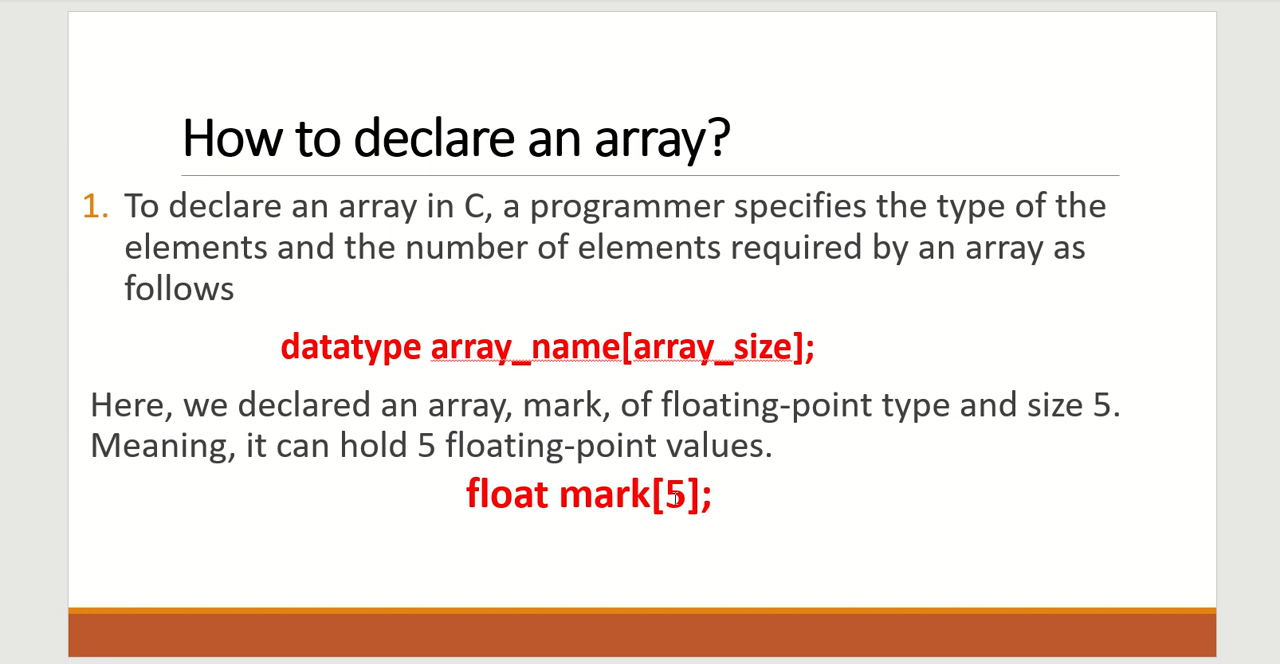 How to declare an array?
1. To declare an array in C, a programmer specifies the type of the
elements and the number of elements required by an array as
follows
datatype array_name[array_size];
Here, we declared an array, mark, of floating-point type and size 5.
Meaning, it can hold 5 floating-point values.
float mark[5];